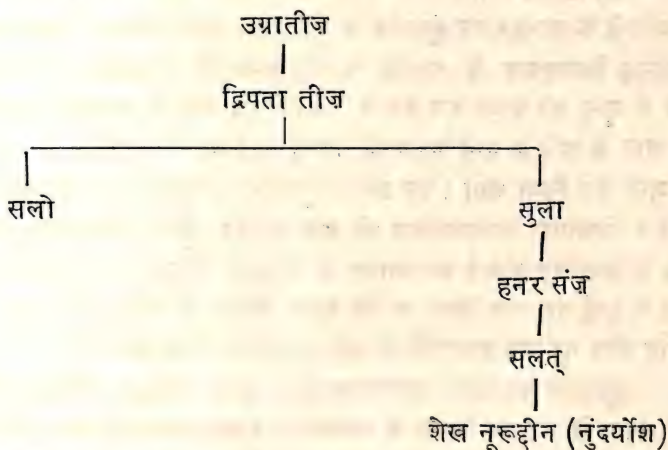 उग्रातीज़
द्रिपता तीज़
सलो सुला
हनर संज़
सलत्
शेख नूरूद्दीन (नुंदर्योश)